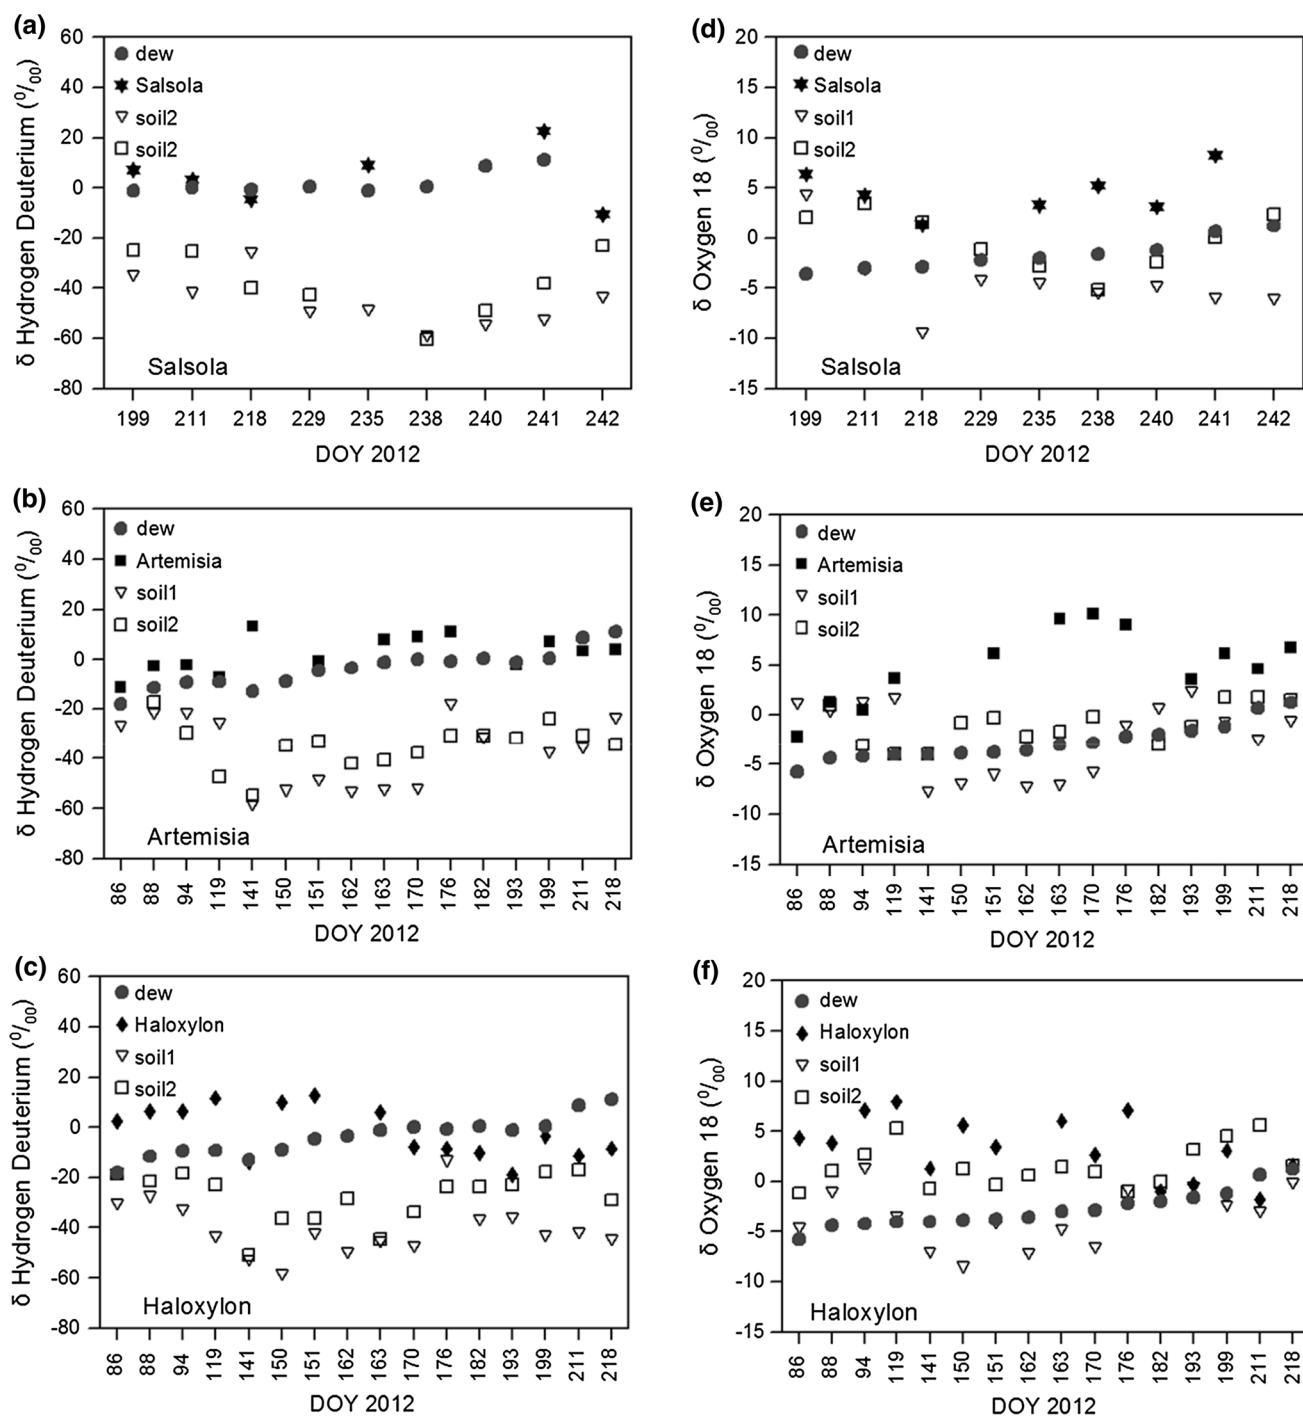 (a)
60
40
20
0
-20
-40
-60
-80
δ Hydrogen Deuterium (⁰/₀₀)
dew
Salsola
soil2
soil2
Salsola
199 211 218 229 235 238 240 241 242
DOY 2012
(d)
20
15
10
5
0
-5
-10
-15
δ Oxygen 18 (⁰/₀₀)
dew
Salsola
soil1
soil2
Salsola
199 211 218 229 235 238 240 241 242
DOY 2012
(b)
60
40
20
0
-20
-40
-60
-80
δ Hydrogen Deuterium (⁰/₀₀)
dew
Artemisia
soil1
soil2
Artemisia
86 88 94 119 141 150 151 162 163 170 176 182 193 199 211 218
DOY 2012
(e)
20
15
10
5
0
-5
-10
-15
δ Oxygen 18 (⁰/₀₀)
dew
Artemisia
soil1
soil2
Artemisia
86 88 94 119 141 150 151 162 163 170 176 182 193 199 211 218
DOY 2012
(c)
60
40
20
0
-20
-40
-60
-80
δ Hydrogen Deuterium (⁰/₀₀)
dew
Haloxylon
soil1
soil2
Haloxylon
86 88 94 119 141 150 151 162 163 170 176 182 193 199 211 218
DOY 2012
(f)
20
15
10
5
0
-5
-10
-15
δ Oxygen 18 (⁰/₀₀)
dew
Haloxylon
soil1
soil2
Haloxylon
86 88 94 119 141 150 151 162 163 170 176 182 193 199 211 218
DOY 2012